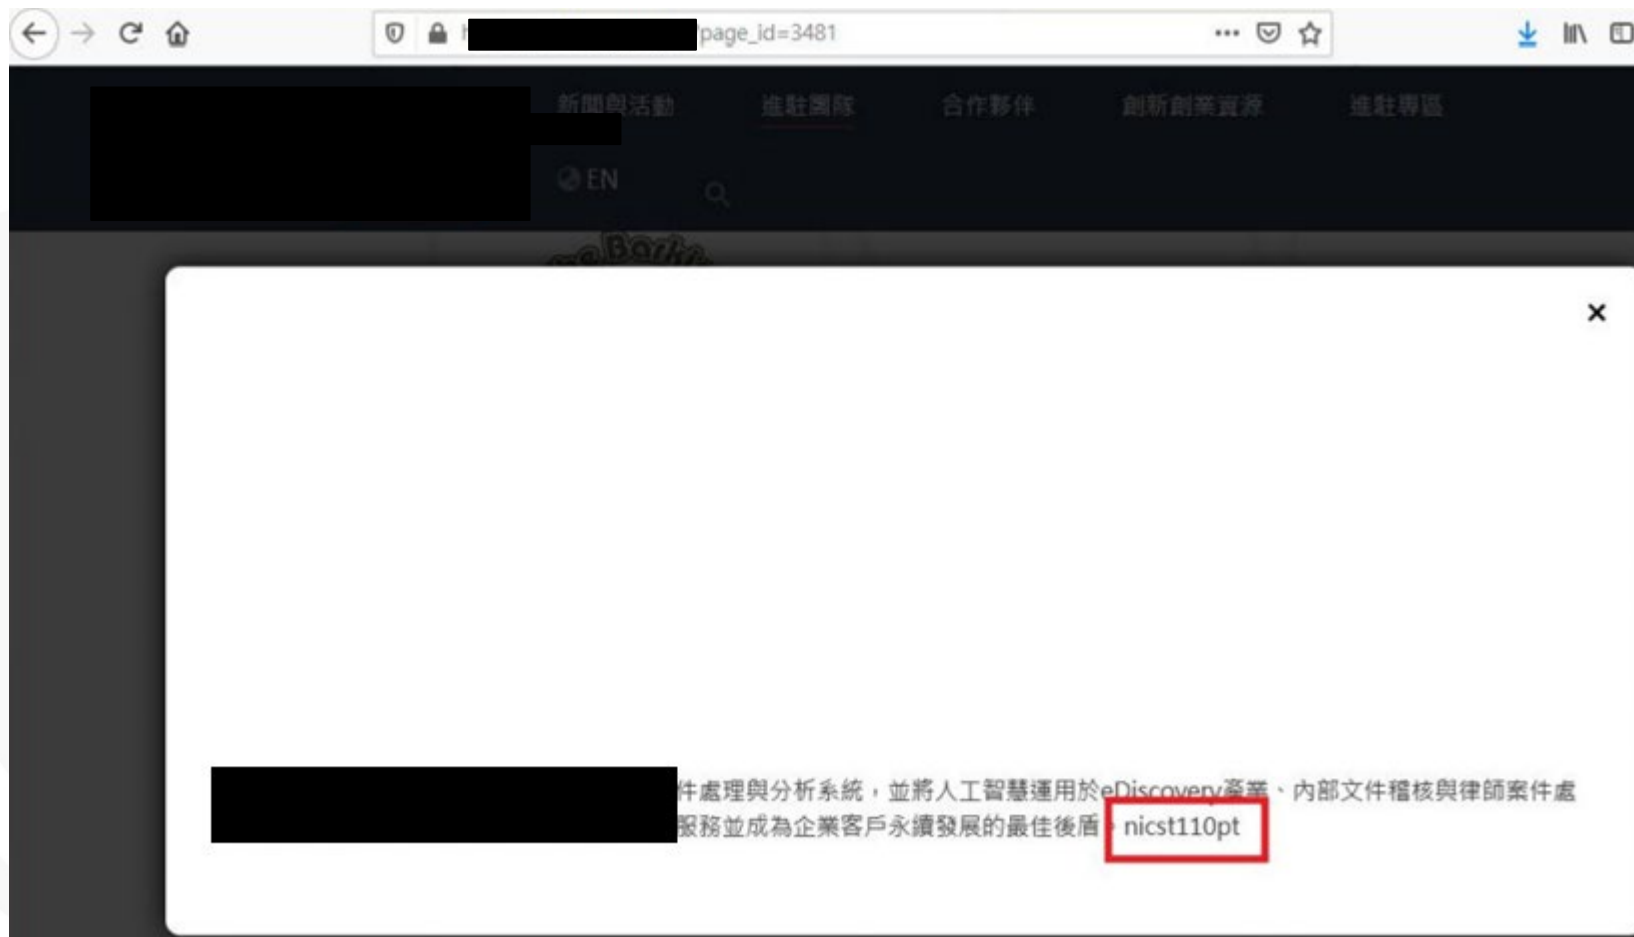 page_id=3481
新聞與活動 進駐團隊 合作夥伴 創新創業資源 進駐專區
EN
Barki
件處理與分析系統，並將人工智慧運用於eDiscovery產業、內部文件稽核與律師案件處
服務並成為企業客戶永續發展的最佳後盾。nicst110pt